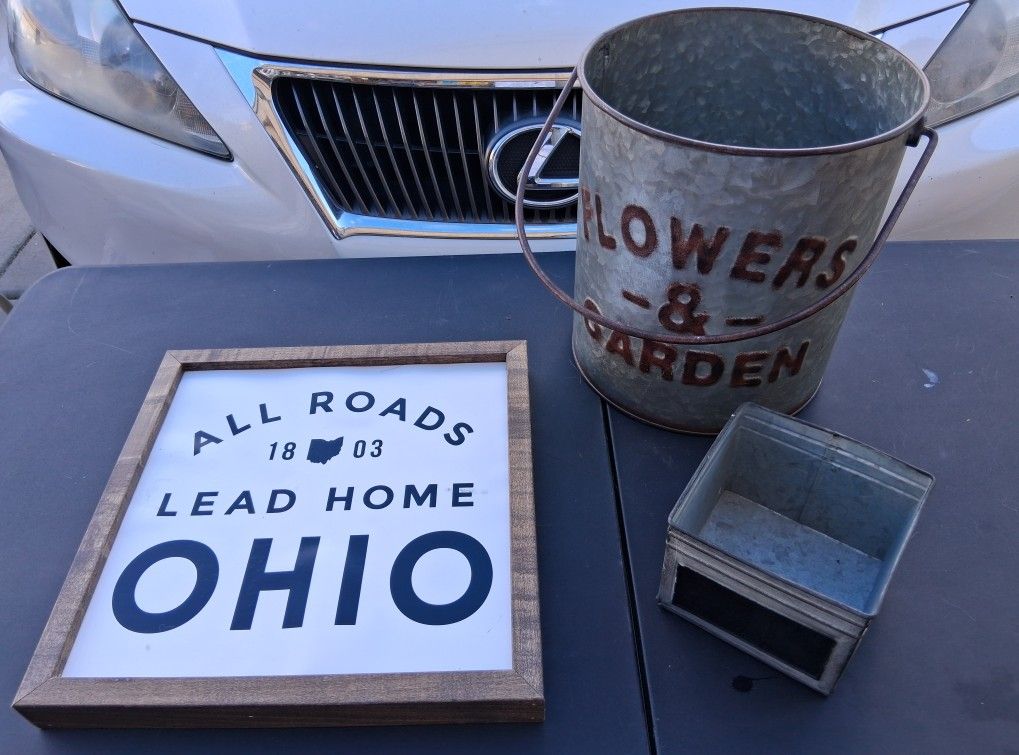 ALL ROADS
18 03
LEAD HOME
OHIO
FLOWERS
- & -
GARDEN